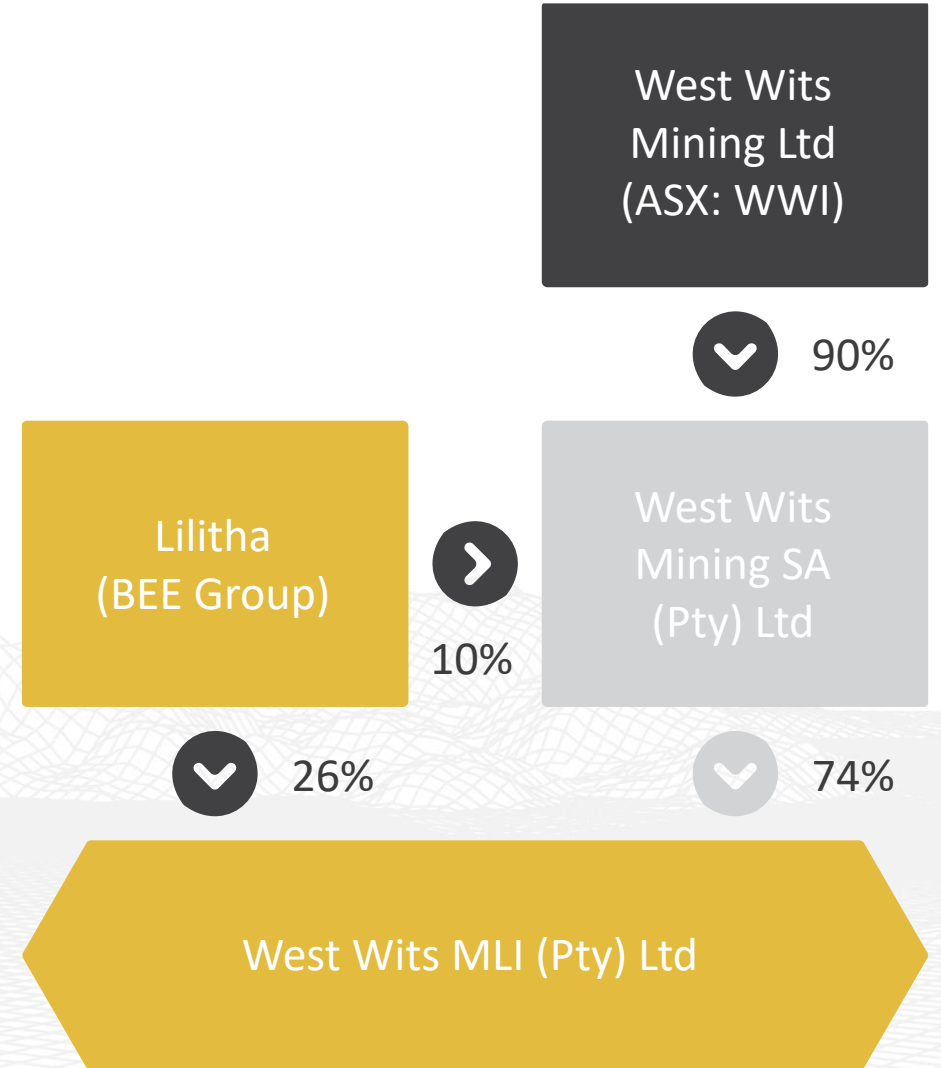 West Wits
Mining Ltd
(ASX: WWI)
90%
Lilitha
(BEE Group)
10%
West Wits
Mining SA
(Pty) Ltd
26%
74%
West Wits MLI (Pty) Ltd